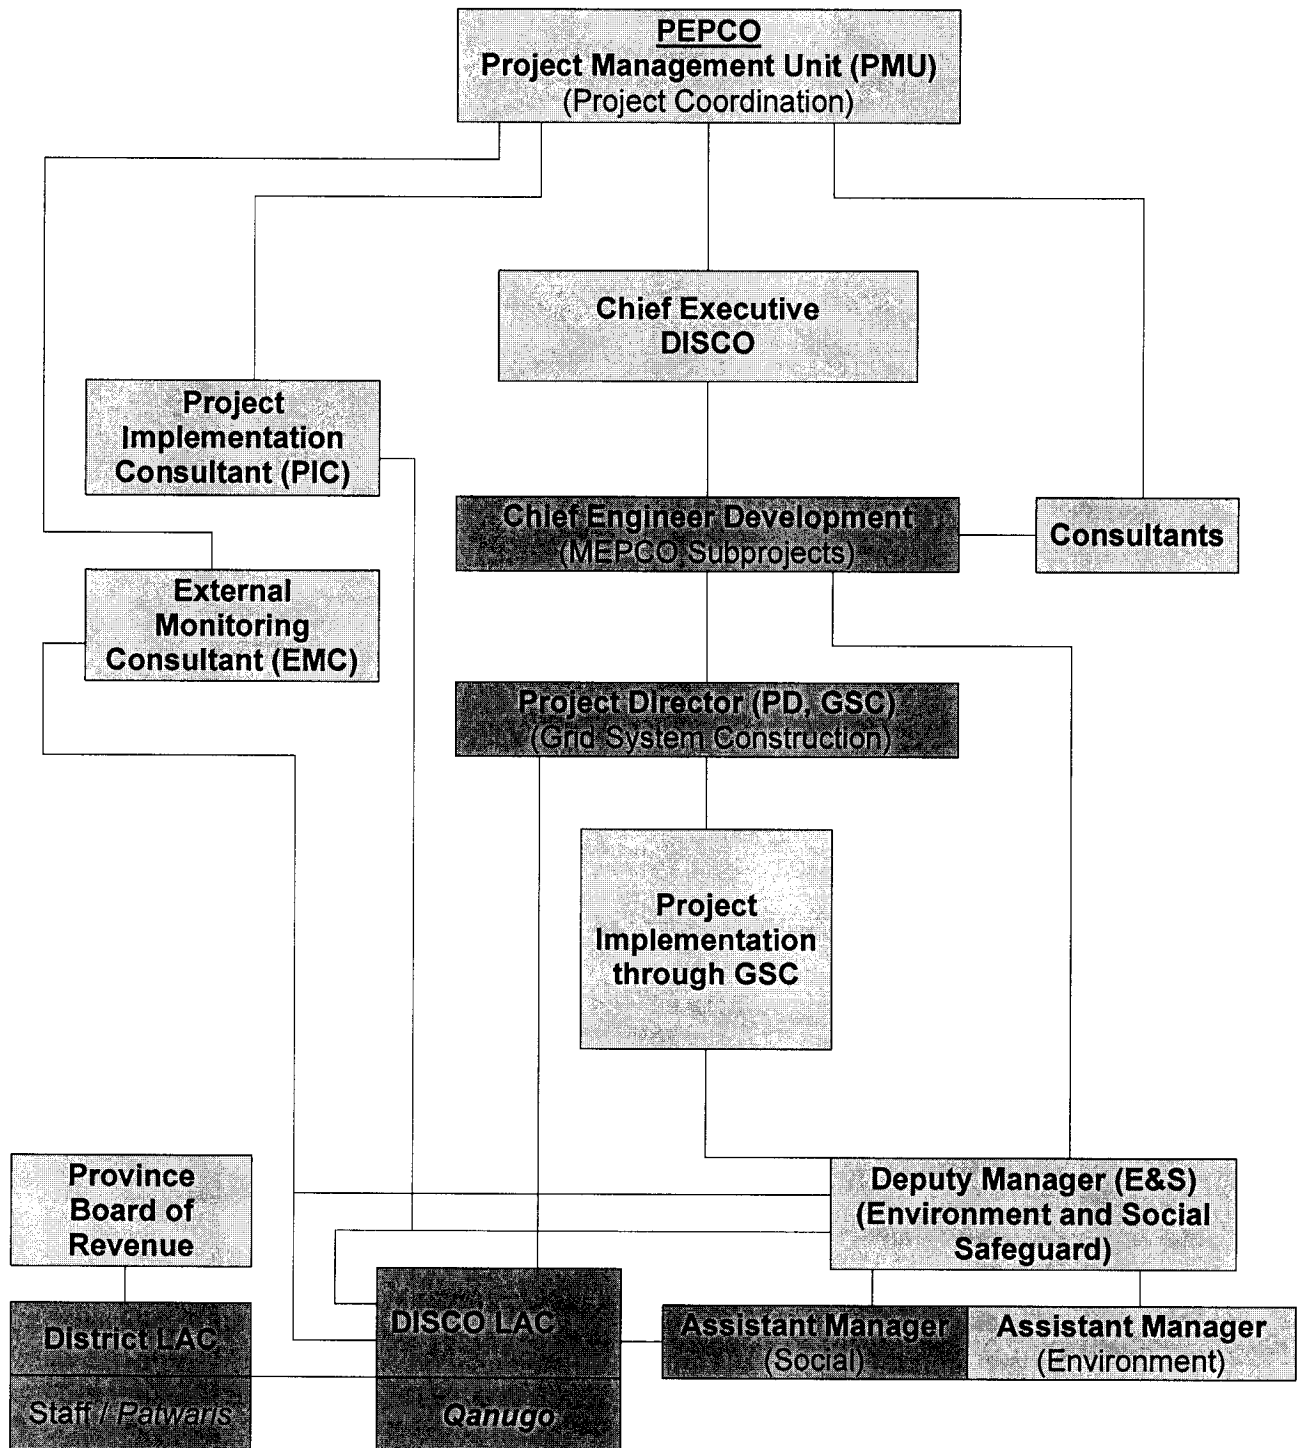 PEPCO
Project Management Unit (PMU)
(Project Coordination)
Chief Executive
DISCO
Project
Implementation
Consultant (PIC)
Chief Engineer Development
(MEPCO Subprojects)
Consultants
External
Monitoring
Consultant (EMC)
Project Director (PD, GSC)
(Grid System Construction)
Project
Implementation
through GSC
Province
Board of
Revenue
Deputy Manager (E&S)
(Environment and Social
Safeguard)
District LAC
Staff / Patwaris
DISCO LAC
Qanugo
Assistant Manager
(Social)
Assistant Manager
(Environment)